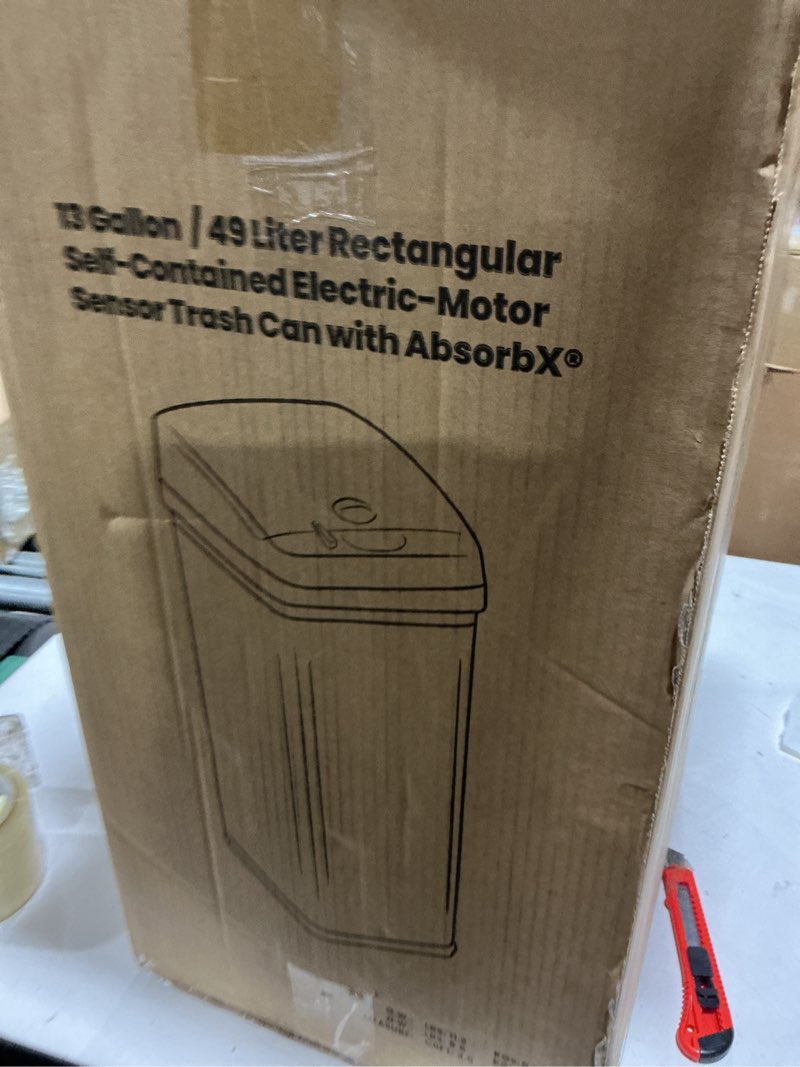 13 Gallon / 49 Liter Rectangular
Self-Contained Electric-Motor
Sensor Trash Can with AbsorbX®
G.W.